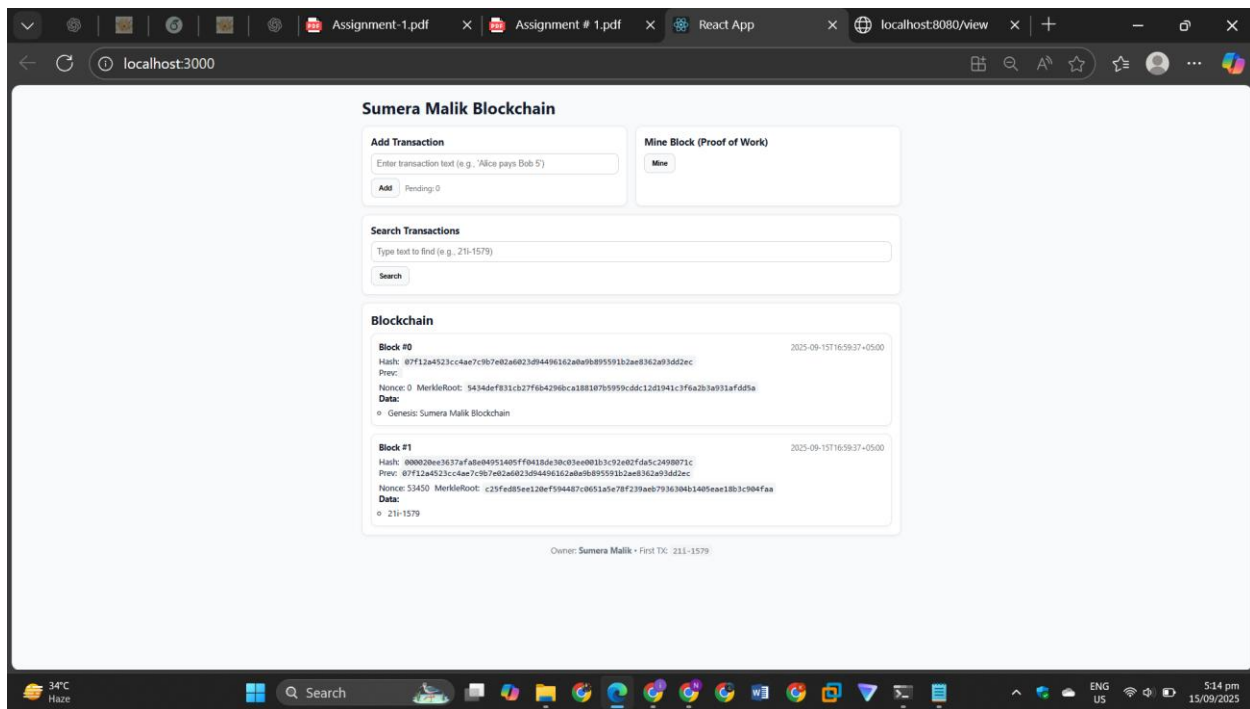 Assignment-1.pdf
Assignment # 1.pdf
React App
localhost:8080/view
localhost:3000
Sumera Malik Blockchain
Add Transaction
Enter transaction text (e.g., 'Alice pays Bob 5')
Add Pending: 0
Mine Block (Proof of Work)
Mine
Search Transactions
Type text to find (e.g., 21i-1579)
Search
Blockchain
Block #0 2025-09-15T16:59:37+05:00
Hash: 07f12a4523cc4ae7c9b7e02a6023d94496162a0a9b895591b2ae8362a93dd2ec
Prev:
Nonce: 0 MerkleRoot: 5434def831cb27f6b4296bca188107b5959cddc12d1941c3f6a2b3a931afdd5a
Data:
Genesis: Sumera Malik Blockchain
Block #1 2025-09-15T16:59:37+05:00
Hash: 000020ee3637afa8e04951405ff0418de30c03ee001b3c92e02fda5c2498071c
Prev: 07f12a4523cc4ae7c9b7e02a6023d94496162a0a9b895591b2ae8362a93dd2ec
Nonce: 53450 MerkleRoot: c25fed85ee120ef594487c0651a5e78f239aeb7936304b1405eae18b3c904faa
Data:
21i-1579
Owner: Sumera Malik • First TX: 21i-1579
34°C
Haze
Search
ENG
US
5:14 pm
15/09/2025